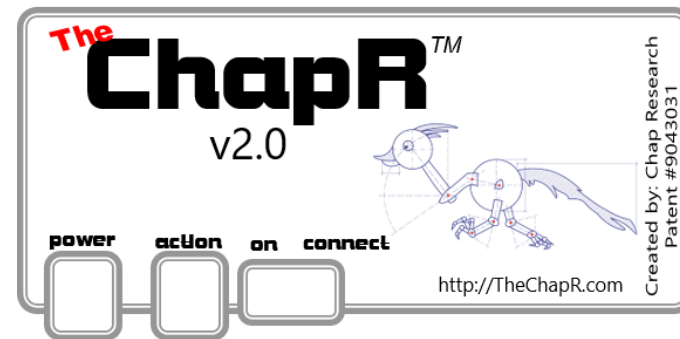 The
ChapR™
v2.0
power action on connect
http://TheChapR.com
Created by: Chap Research
Patent #9043031